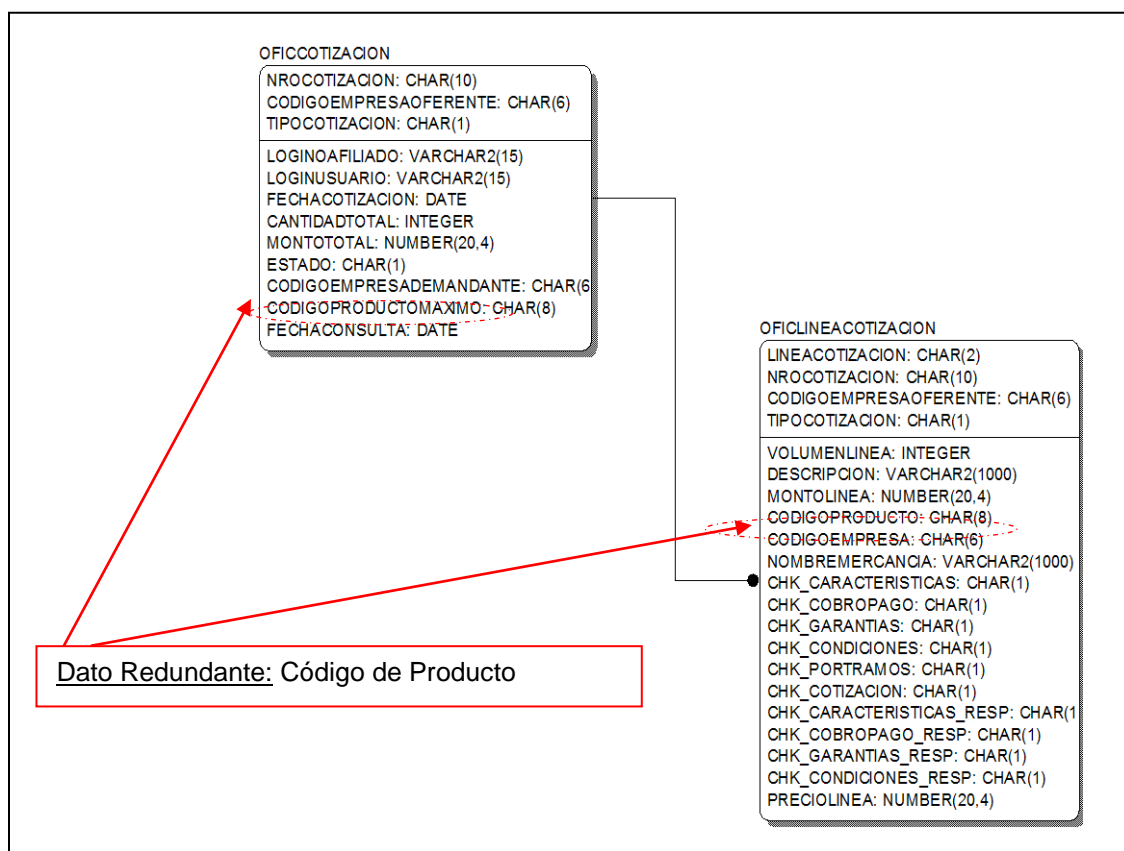 OFICCOTIZACION
NROCOTIZACION: CHAR(10)
CODIGOEMPRESAOFERENTE: CHAR(6)
TIPOCOTIZACION: CHAR(1)
LOGINOAFILIADO: VARCHAR2(15)
LOGINUSUARIO: VARCHAR2(15)
FECHACOTIZACION: DATE
CANTIDADTOTAL: INTEGER
MONTOTOTAL: NUMBER(20,4)
ESTADO: CHAR(1)
CODIGOEMPRESADEMANDANTE: CHAR(6
CODIGOPRODUCTOMAXIMO: CHAR(8)
FECHACONSULTA: DATE
OFICLINEACOTIZACION
LINEACOTIZACION: CHAR(2)
NROCOTIZACION: CHAR(10)
CODIGOEMPRESAOFERENTE: CHAR(6)
TIPOCOTIZACION: CHAR(1)
VOLUMENLINEA: INTEGER
DESCRIPCION: VARCHAR2(1000)
MONTOLINEA: NUMBER(20,4)
CODIGOPRODUCTO: CHAR(8)
CODIGOEMPRESA: CHAR(6)
NOMBREMERCANCIA: VARCHAR2(1000)
CHK_CARACTERISTICAS: CHAR(1)
CHK_COBROPAGO: CHAR(1)
CHK_GARANTIAS: CHAR(1)
CHK_CONDICIONES: CHAR(1)
CHK_PORTRAMOS: CHAR(1)
CHK_COTIZACION: CHAR(1)
CHK_CARACTERISTICAS_RESP: CHAR(1
CHK_COBROPAGO_RESP: CHAR(1)
CHK_GARANTIAS_RESP: CHAR(1)
CHK_CONDICIONES_RESP: CHAR(1)
PRECIOLINEA: NUMBER(20,4)
Dato Redundante: Código de Producto